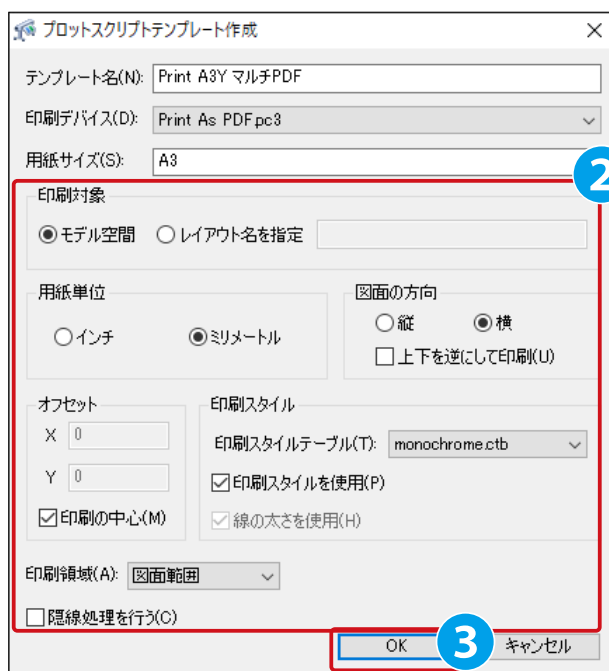 プロットスクリプトテンプレート作成
テンプレート名(N): Print A3Y マルチPDF
印刷デバイス(D): Print As PDF.pc3
用紙サイズ(S): A3
2
印刷対象
モデル空間 レイアウト名を指定
用紙単位
インチ ミリメートル
図面の方向
縦 横
上下を逆にして印刷(U)
オフセット
X 0
Y 0
印刷の中心(M)
印刷スタイル
印刷スタイルテーブル(T): monochrome.ctb
印刷スタイルを使用(P)
線の太さを使用(H)
印刷領域(A): 図面範囲
隠線処理を行う(C)
OK 3 キャンセル